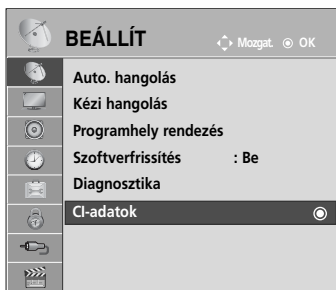 BEÁLLÍT Mozgat. OK
Auto. hangolás
Kézi hangolás
Programhely rendezés
Szoftverfrissítés : Be
Diagnosztika
CI-adatok